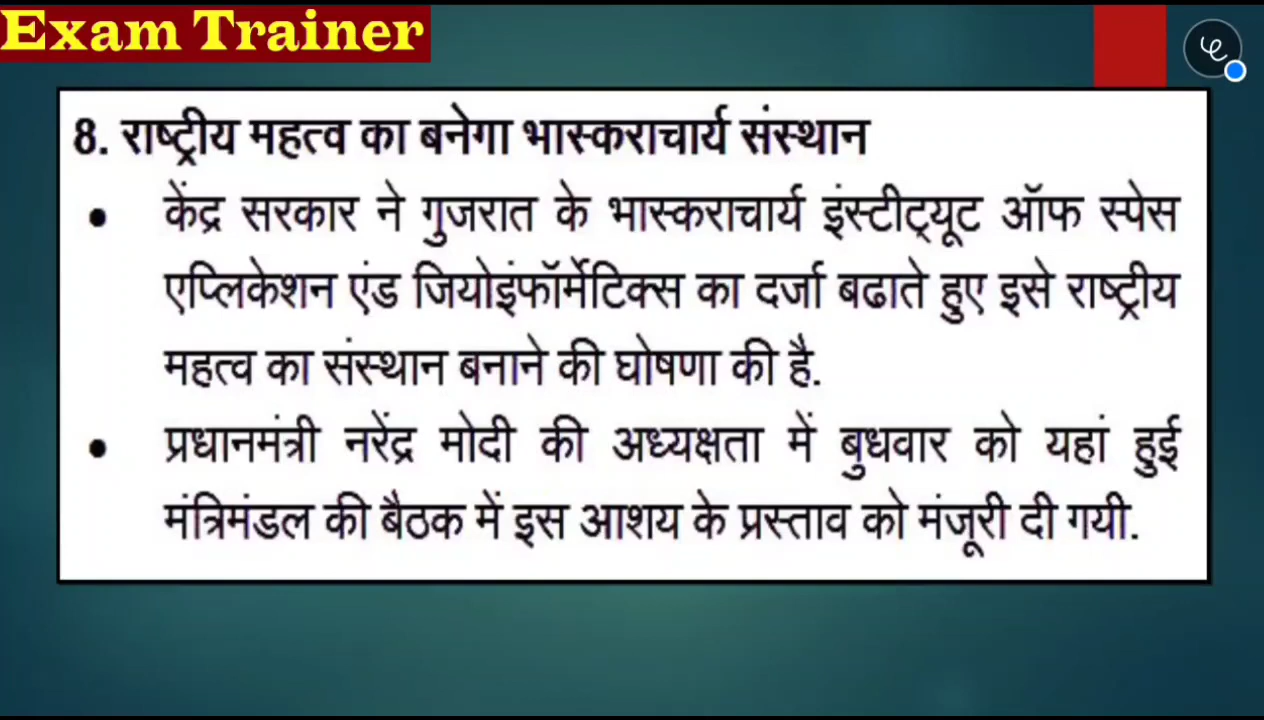 Exam Trainer
8. राष्ट्रीय महत्व का बनेगा भास्कराचार्य संस्थान
• केंद्र सरकार ने गुजरात के भास्कराचार्य इंस्टीट्यूट ऑफ स्पेस
एप्लिकेशन एंड जियोइंफॉर्मेटिक्स का दर्जा बढाते हुए इसे राष्ट्रीय
महत्व का संस्थान बनाने की घोषणा की है.
• प्रधानमंत्री नरेंद्र मोदी की अध्यक्षता में बुधवार को यहां हुई
मंत्रिमंडल की बैठक में इस आशय के प्रस्ताव को मंजूरी दी गयी.